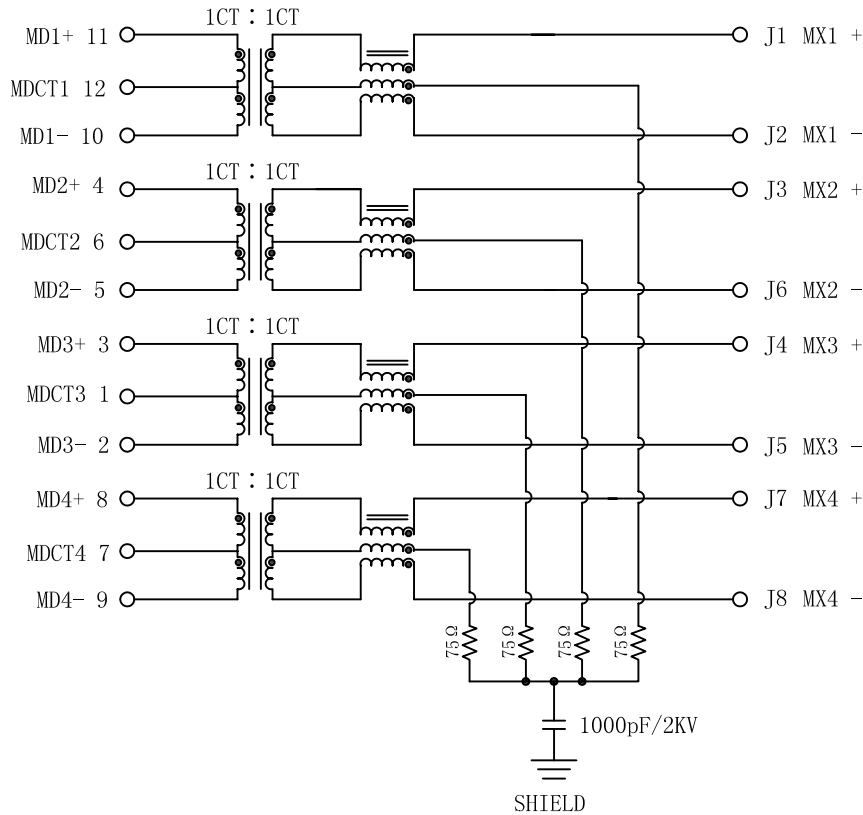 1CT : 1CT
MD1+ 11
J1 MX1 +
MDCT1 12
MD1- 10
J2 MX1 -
1CT : 1CT
MD2+ 4
J3 MX2 +
MDCT2 6
MD2- 5
J6 MX2 -
1CT : 1CT
MD3+ 3
J4 MX3 +
MDCT3 1
MD3- 2
J5 MX3 -
1CT : 1CT
MD4+ 8
J7 MX4 +
MDCT4 7
MD4- 9
J8 MX4 -
75Ω
75Ω
75Ω
75Ω
1000pF/2KV
SHIELD